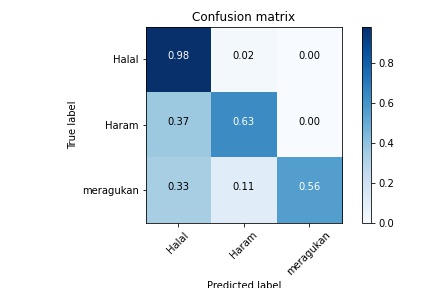 Confusion matrix
True label
Halal 0.98 0.02 0.00
Haram 0.37 0.63 0.00
meragukan 0.33 0.11 0.56
Halal Haram meragukan
Predicted label
0.8
0.6
0.4
0.2
0.0